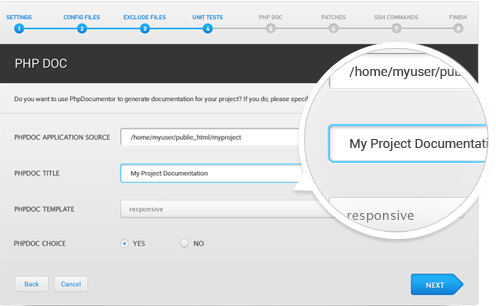 SETTINGS CONFIG FILES EXCLUDE FILES UNIT TESTS PHP DOC PATCHES SSH COMMANDS FINISH
1 2 3 4 5 6 7 8
PHP DOC
/home/myuser/publ
Do you want to use PhpDocumentor to generate documentation for your project? If you do, please specif
PHPDOC APPLICATION SOURCE /home/myuser/public_html/myproject
My Project Documentati
PHPDOC TITLE My Project Documentation
PHPDOC TEMPLATE responsive
responsive
PHPDOC CHOICE YES NO
Back Cancel NEXT